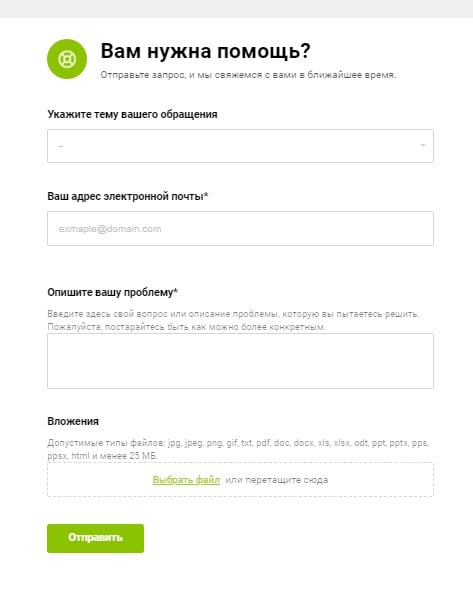 Вам нужна помощь?
Отправьте запрос, и мы свяжемся с вами в ближайшее время.
Укажите тему вашего обращения
-
Ваш адрес электронной почты*
exmaple@domain.com
Опишите вашу проблему*
Введите здесь свой вопрос или описание проблемы, которую вы пытаетесь решить.
Пожалуйста, постарайтесь быть как можно более конкретным.
Вложения
Допустимые типы файлов: jpg, jpeg, png, gif, txt, pdf, doc, docx, xls, xlsx, odt, ppt, pptx, pps,
ppsx, html и менее 25 МБ.
Выбрать файл или перетащите сюда
Отправить